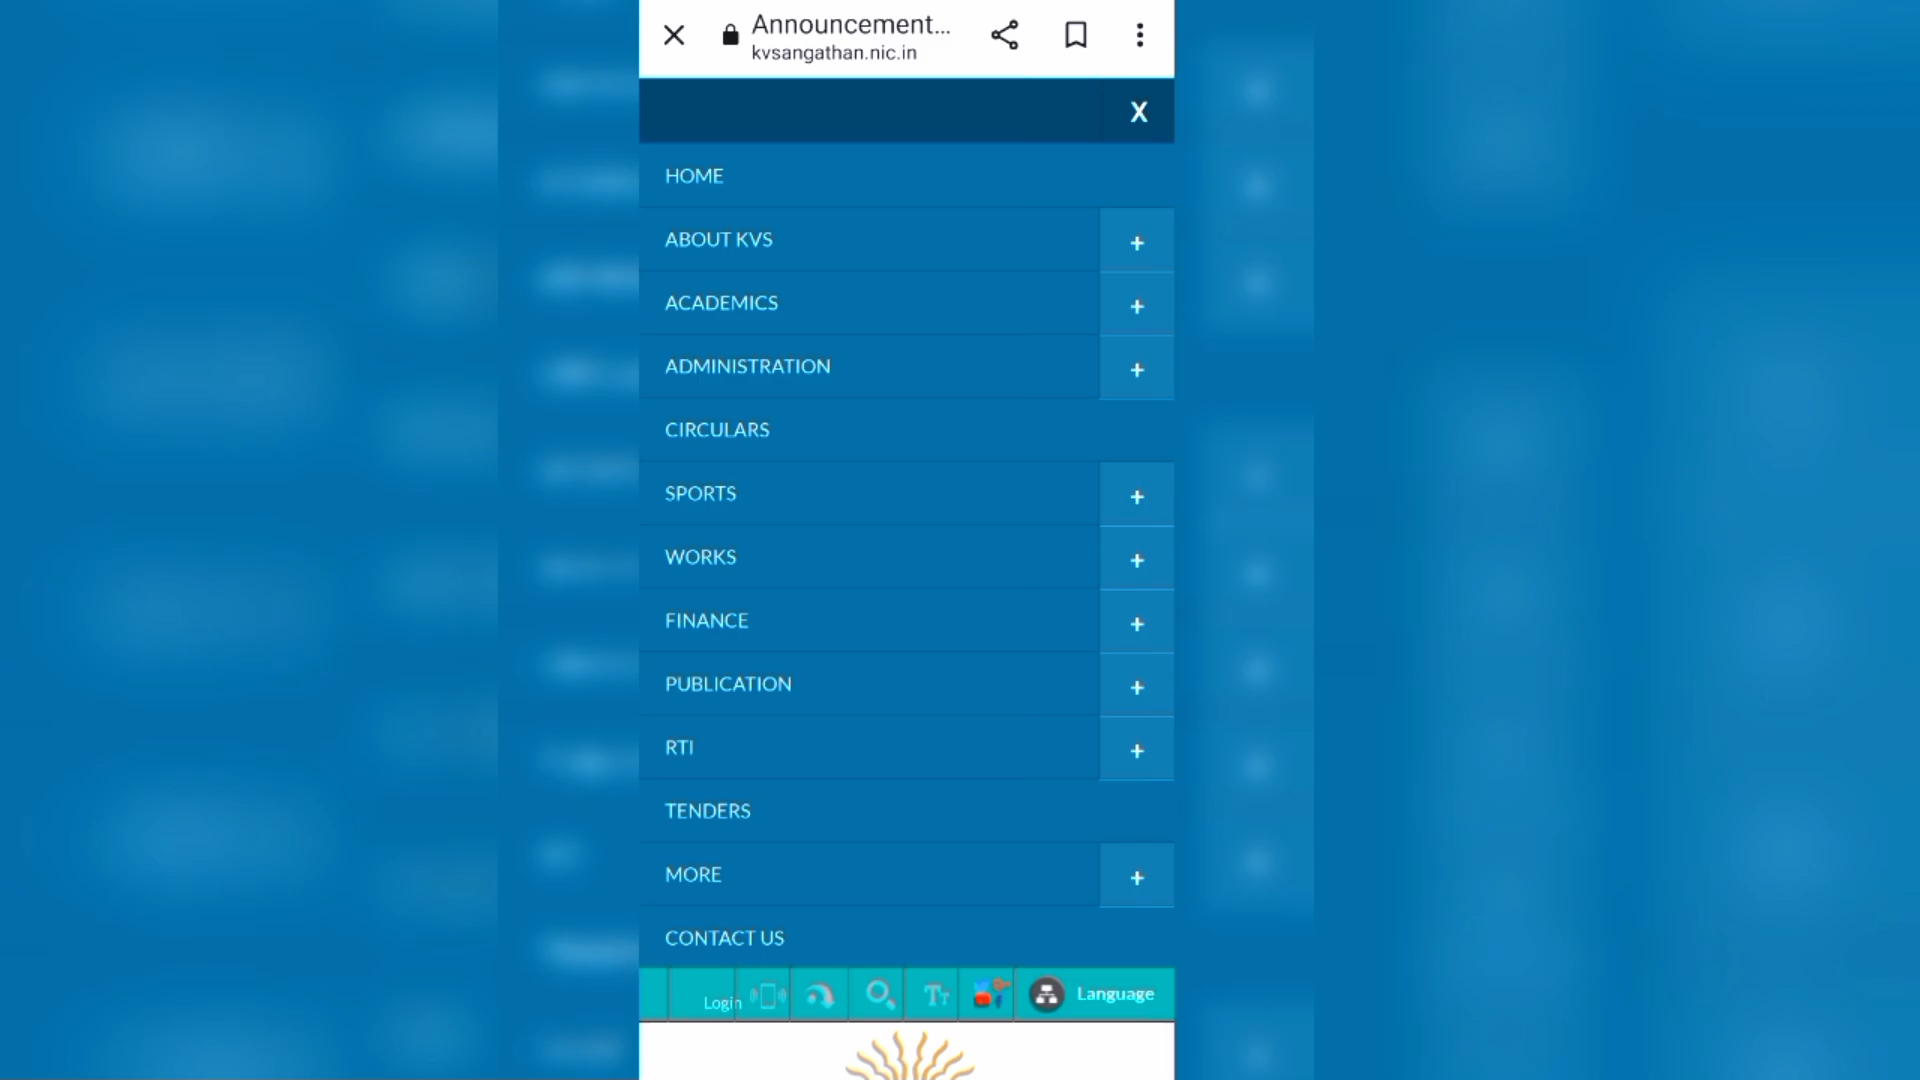 Announcement...
kvsangathan.nic.in
X
HOME
ABOUT KVS
+
ACADEMICS
+
ADMINISTRATION
+
CIRCULARS
SPORTS
+
WORKS
+
FINANCE
+
PUBLICATION
+
RTI
+
TENDERS
MORE
+
CONTACT US
Login
TT
Language